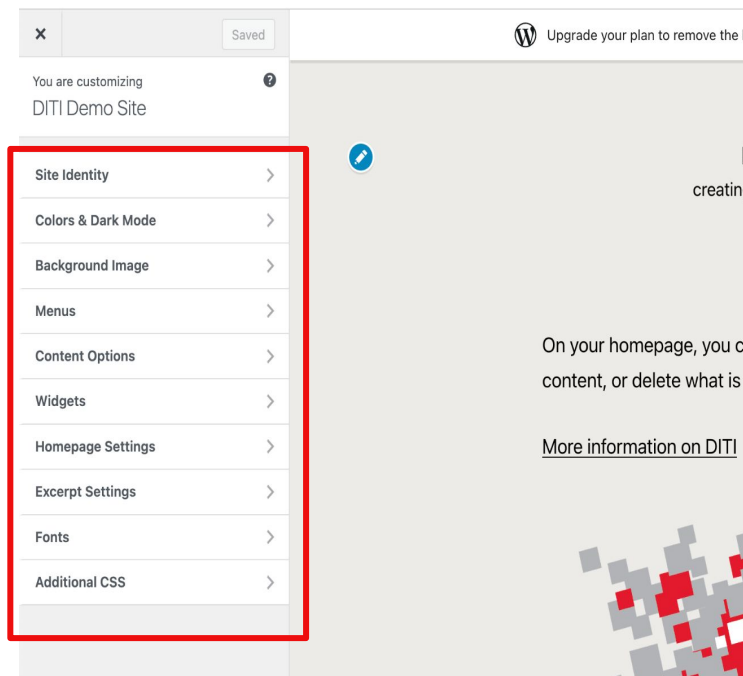 Saved
Upgrade your plan to remove the
You are customizing
DITI Demo Site
Site Identity
Colors & Dark Mode
Background Image
Menus
Content Options
Widgets
Homepage Settings
Excerpt Settings
Fonts
Additional CSS
creatin
On your homepage, you c
content, or delete what is
More information on DITI